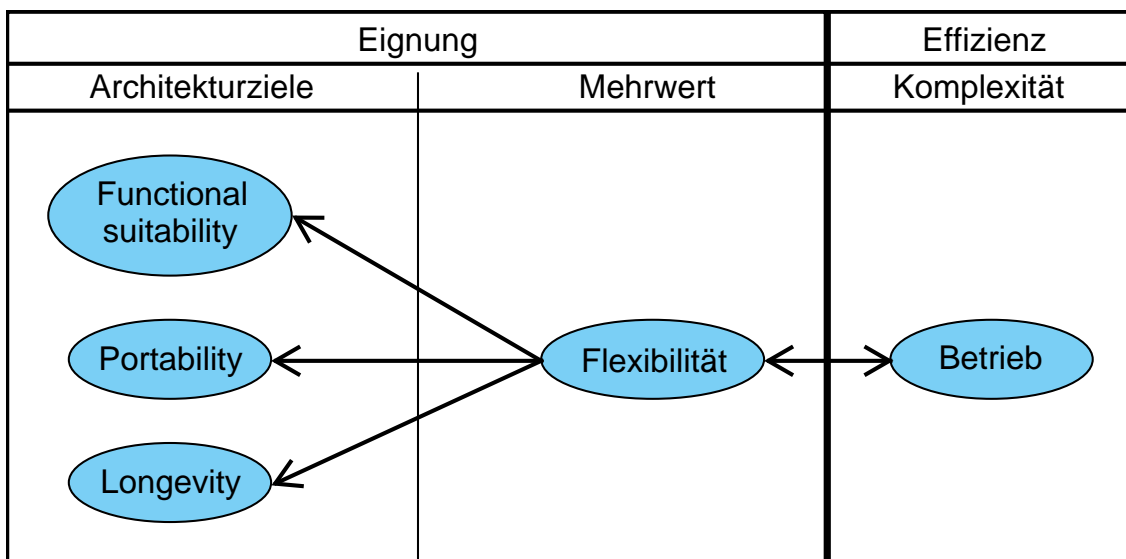 Eignung
Effizienz
Architekturziele
Mehrwert
Komplexität
Functional
suitability
Portability
Flexibilität
Betrieb
Longevity